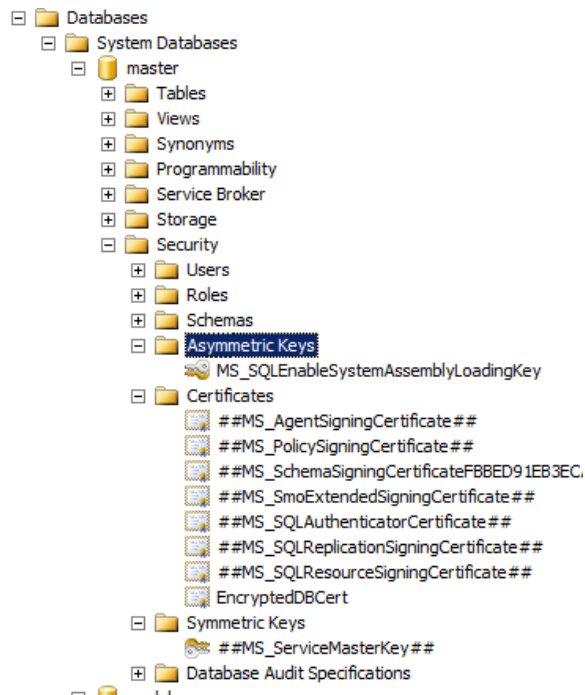 Databases
System Databases
master
Tables
Views
Synonyms
Programmability
Service Broker
Storage
Security
Users
Roles
Schemas
Asymmetric Keys
MS_SQLEnableSystemAssemblyLoadingKey
Certificates
##MS_AgentSigningCertificate##
##MS_PolicySigningCertificate##
##MS_SchemaSigningCertificateFBBED91EB3EC
##MS_SmoExtendedSigningCertificate##
##MS_SQLAuthenticatorCertificate##
##MS_SQLReplicationSigningCertificate##
##MS_SQLResourceSigningCertificate##
EncryptedDBCert
Symmetric Keys
##MS_ServiceMasterKey##
Database Audit Specifications